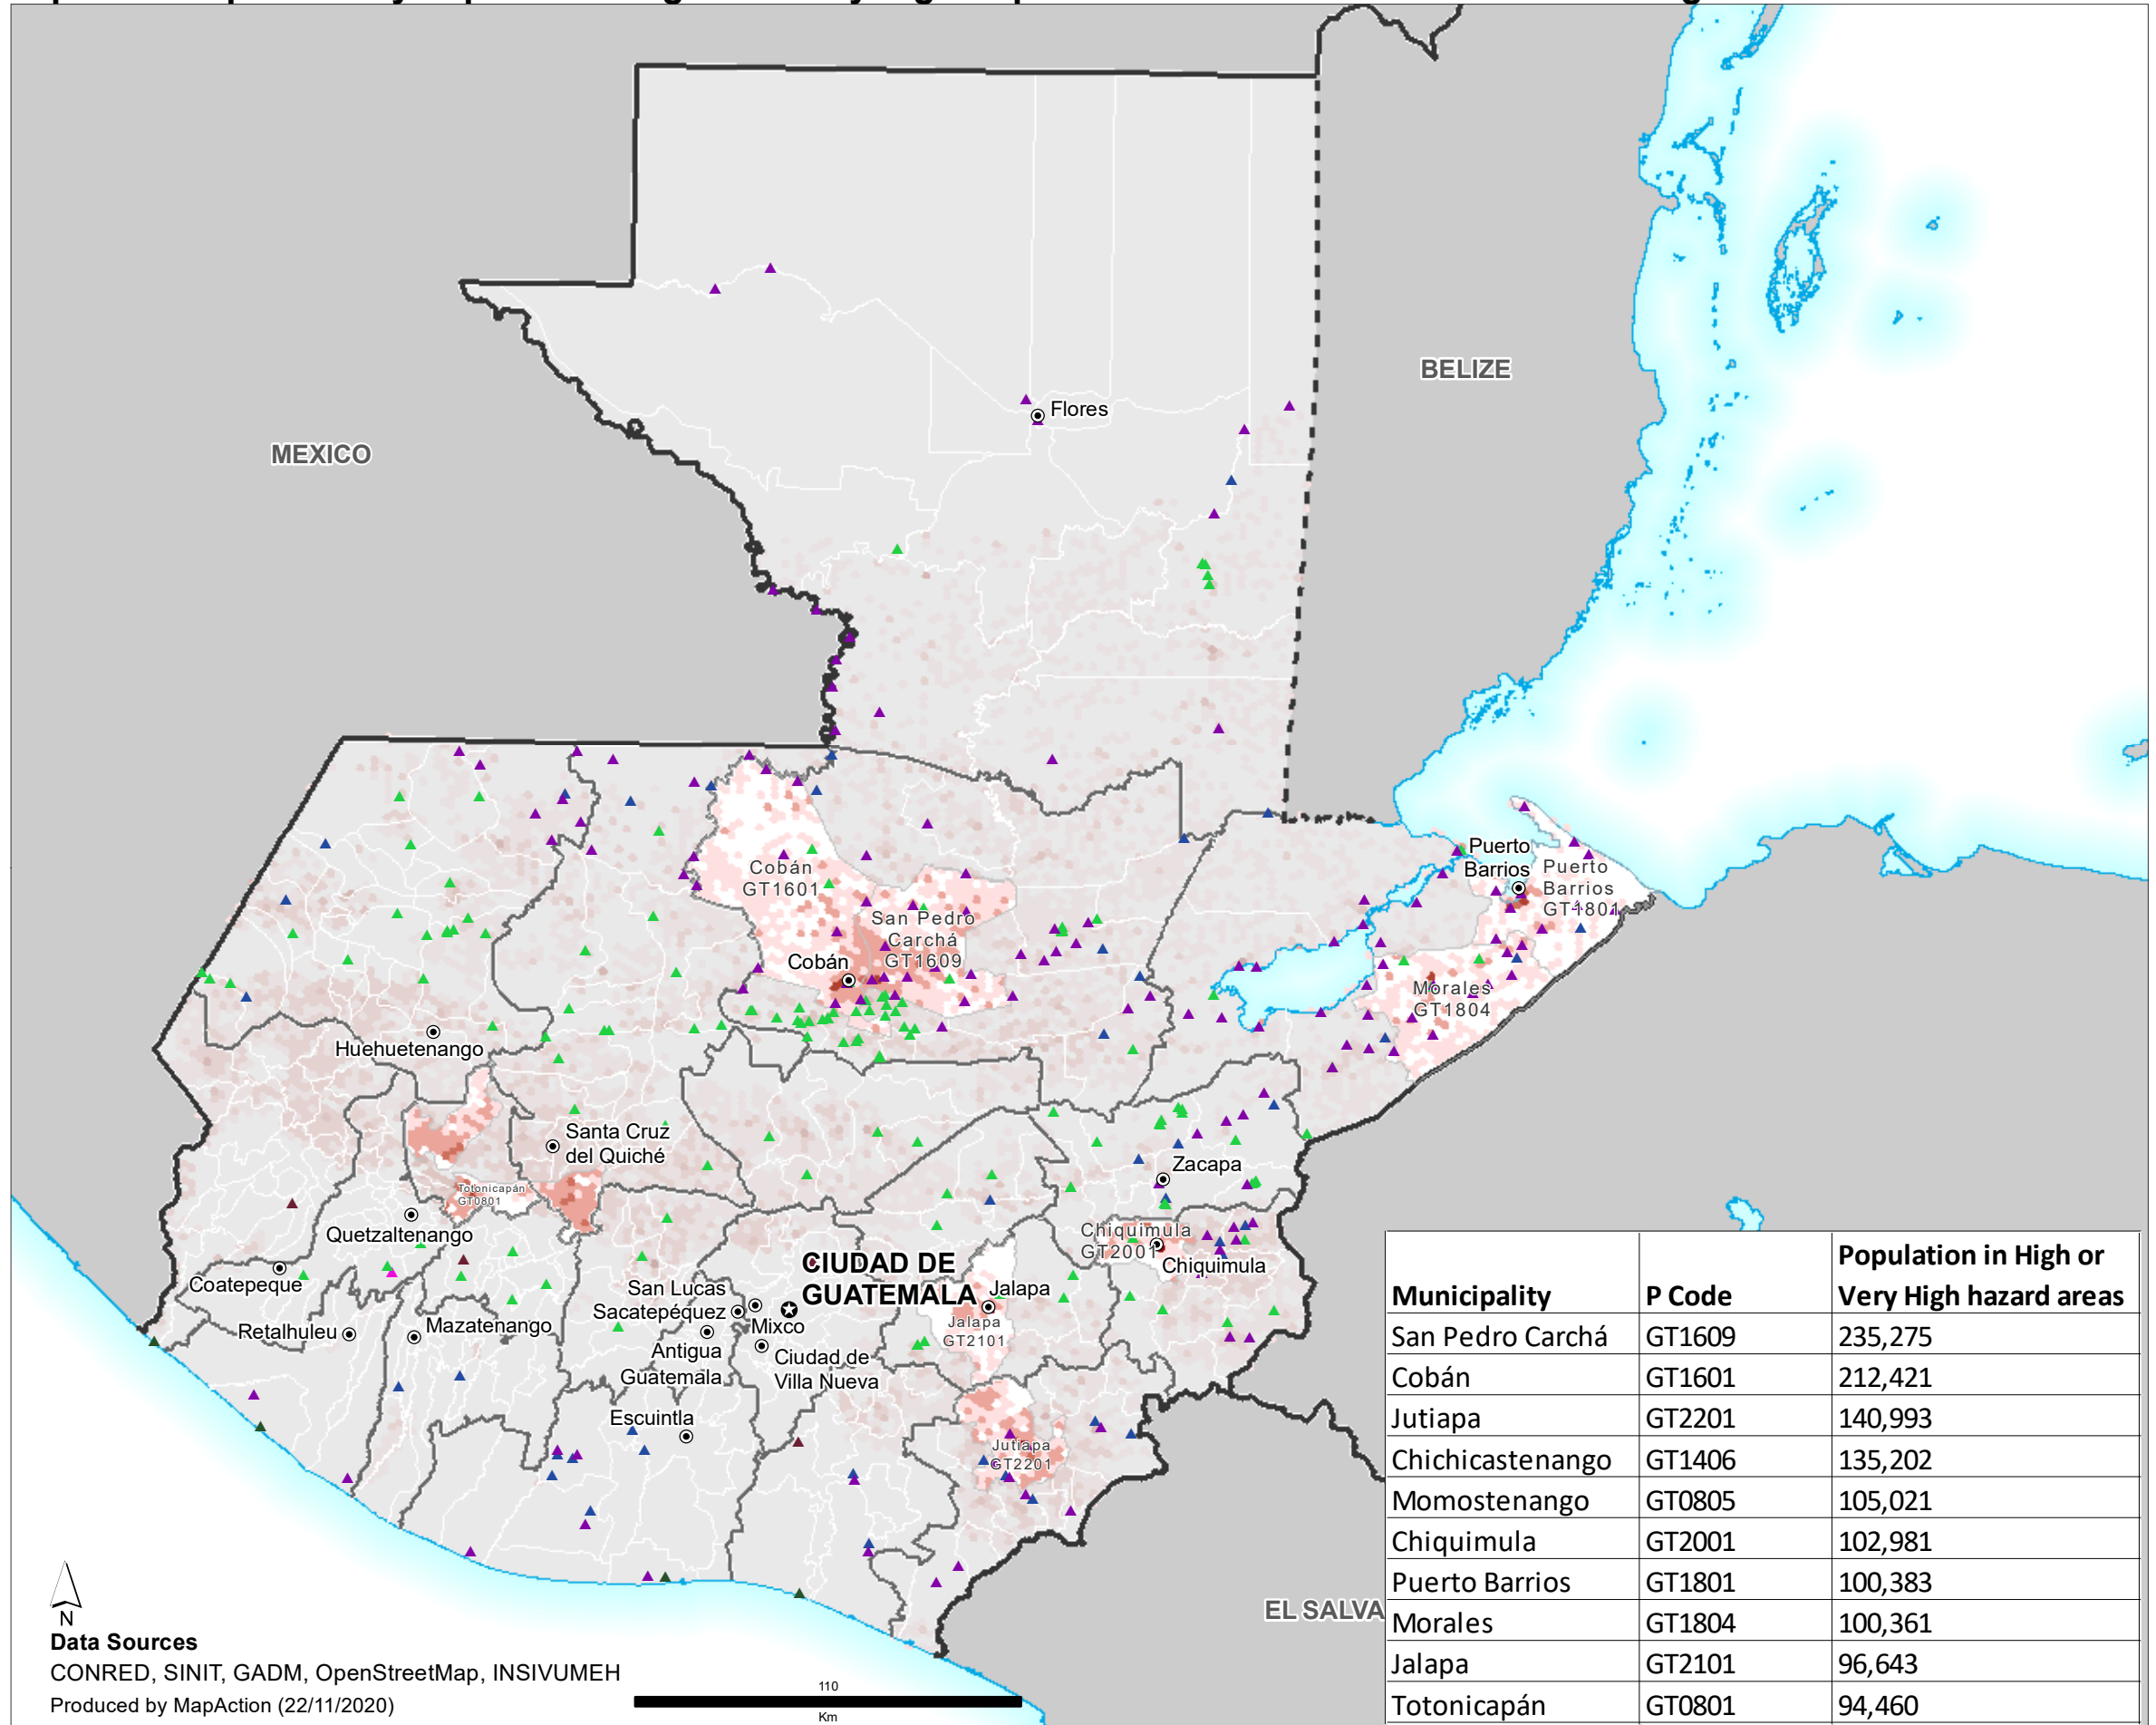 MEXICO
BELIZE
Flores
Puerto
Barrios
Puerto
Barrios
GT1801
Cobán
GT1601
San Pedro
Carchá
GT1609
Cobán
Morales
GT1804
Huehuetenango
Santa Cruz
del Quiché
Zacapa
Totonicapán
GT0801
Quetzaltenango
Chiquimula
GT2001
Chiquimula
CIUDAD DE
GUATEMALA
Coatepeque
San Lucas
Sacatepéquez
Jalapa
Retalhuleu
Mazatenango
Mixco
Jalapa
GT2101
Antigua
Guatemala
Ciudad de
Villa Nueva
Escuintla
Jutiapa
GT2201
EL SALVA
Municipality P Code Population in High or
Very High hazard areas
San Pedro Carchá GT1609 235,275
Cobán GT1601 212,421
Jutiapa GT2201 140,993
Chichicastenango GT1406 135,202
Momostenango GT0805 105,021
Chiquimula GT2001 102,981
Puerto Barrios GT1801 100,383
Morales GT1804 100,361
Jalapa GT2101 96,643
Totonicapán GT0801 94,460
N
Data Sources
CONRED, SINIT, GADM, OpenStreetMap, INSIVUMEH
Produced by MapAction (22/11/2020)
110
Km